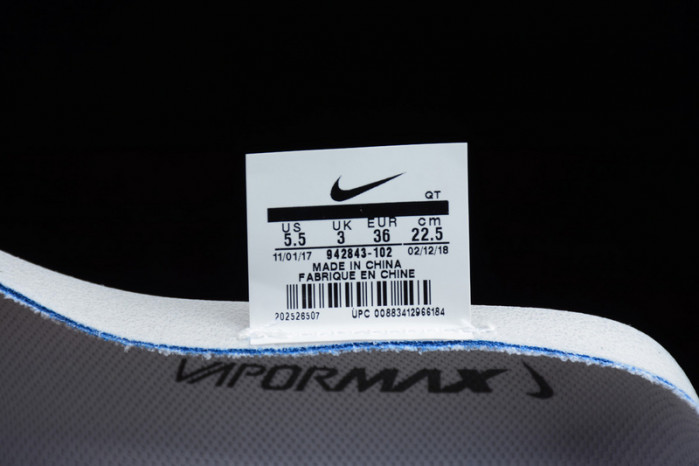 QT
US UK EUR cm
5.5 3 36 22.5
11/01/17 942843-102 02/12/18
MADE IN CHINA
FABRIQUE EN CHINE
202526507 UPC 00883412966184
VAPORMAX